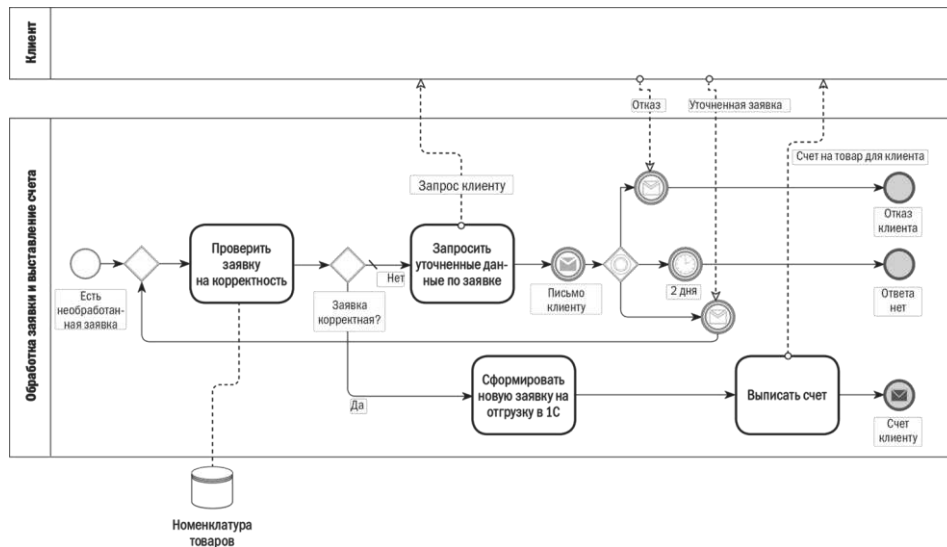 Клиент
Отказ
Уточненная заявка
Обработка заявки и выставление счета
Запрос клиенту
Счет на товар для клиента
Проверить
заявку
на корректность
Запросить
уточненные дан-
ные по заявке
Отказ
клиента
Есть
необработан-
ная заявка
Нет
Заявка
корректная?
Письмо
клиенту
2 дня
Ответа
нет
Да
Сформировать
новую заявку на
отгрузку в 1С
Выписать счет
Счет
клиенту
Номенклатура
товаров